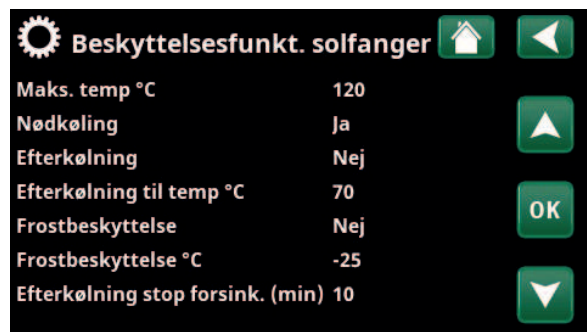 Beskyttelsesfunkt. solfanger
Maks. temp °C 120
Nødkøling Ja
Efterkølning Nej
Efterkølning til temp °C 70
OK
Frostbeskyttelse Nej
Frostbeskyttelse °C -25
Efterkølning stop forsink. (min) 10